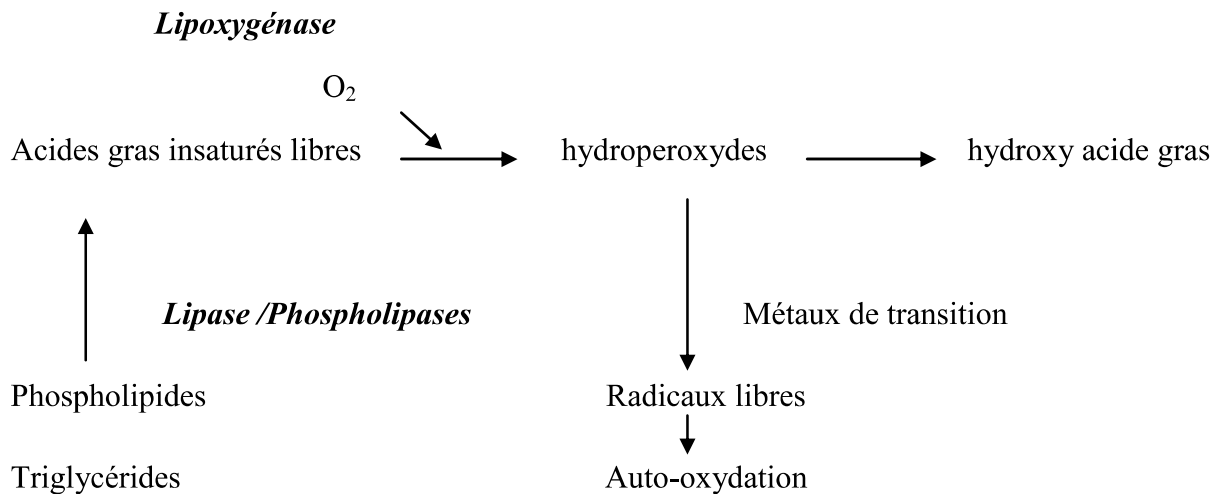 Lipoxygénase
O₂
Acides gras insaturés libres hydroperoxydes hydroxy acide gras
Lipase /Phospholipases Métaux de transition
Phospholipides Radicaux libres
Triglycérides Auto-oxydation